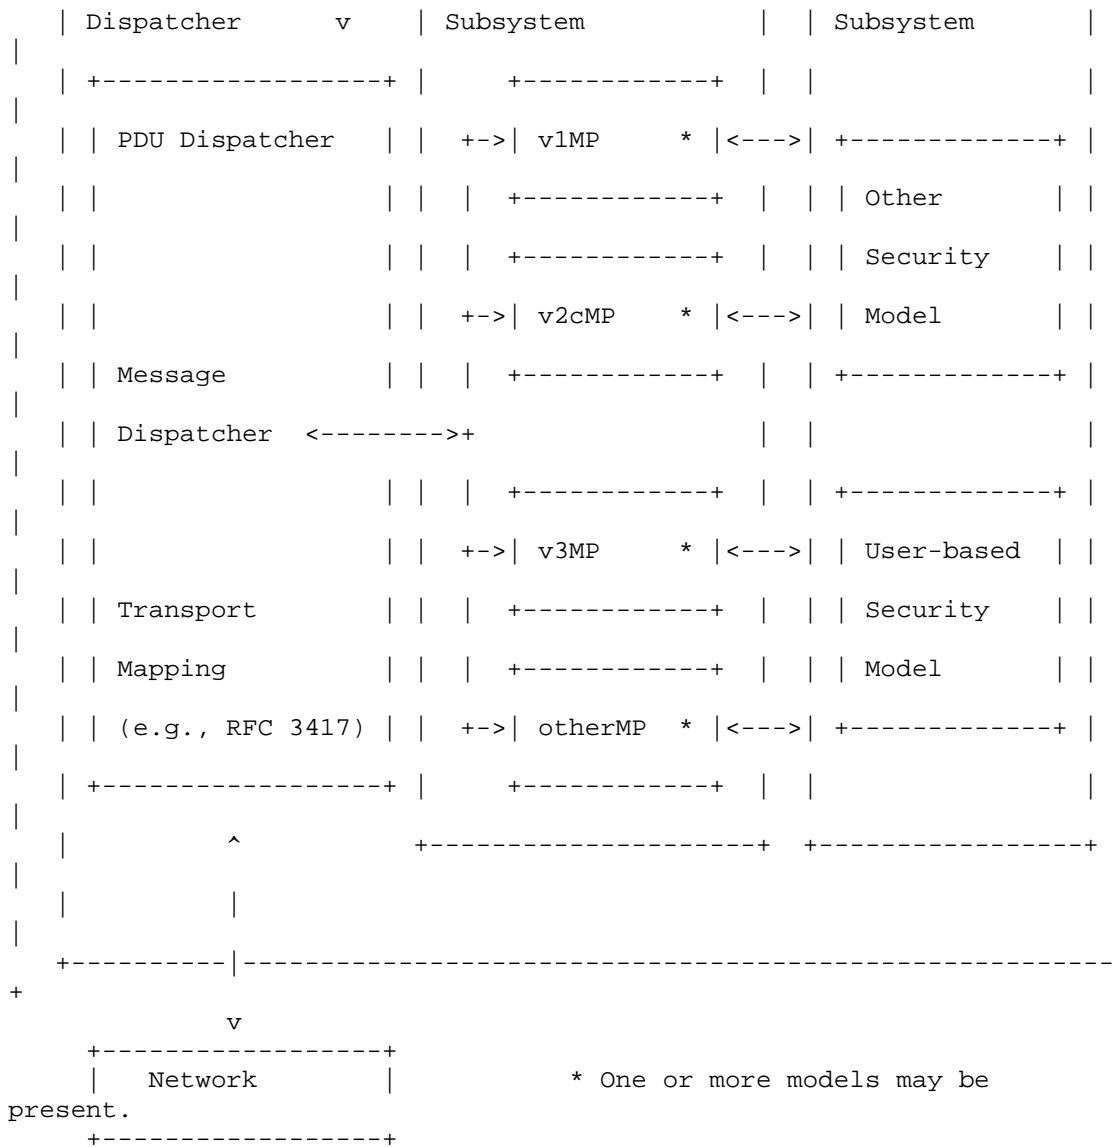 | Dispatcher v | Subsystem | | Subsystem |
|
| +------------------+ | +------------+ | | |
|
| | PDU Dispatcher | | +->| v1MP * |<--->| +-------------+ |
|
| | | | | +------------+ | | | Other | |
|
| | | | | +------------+ | | | Security | |
|
| | | | +->| v2cMP * |<--->| | Model | |
|
| | Message | | | +------------+ | | +-------------+ |
|
| | Dispatcher <-------->+ | | |
|
| | | | | +------------+ | | +-------------+ |
|
| | | | +->| v3MP * |<--->| | User-based | |
|
| | Transport | | | +------------+ | | | Security | |
|
| | Mapping | | | +------------+ | | | Model | |
|
| | (e.g., RFC 3417) | | +->| otherMP * |<--->| +-------------+ |
|
| +------------------+ | +------------+ | | |
|
| ^ +---------------------+ +-----------------+
|
| |
|
+----------|--------------------------------------------------------
+
v
+------------------+
| Network | * One or more models may be
present.
+------------------+